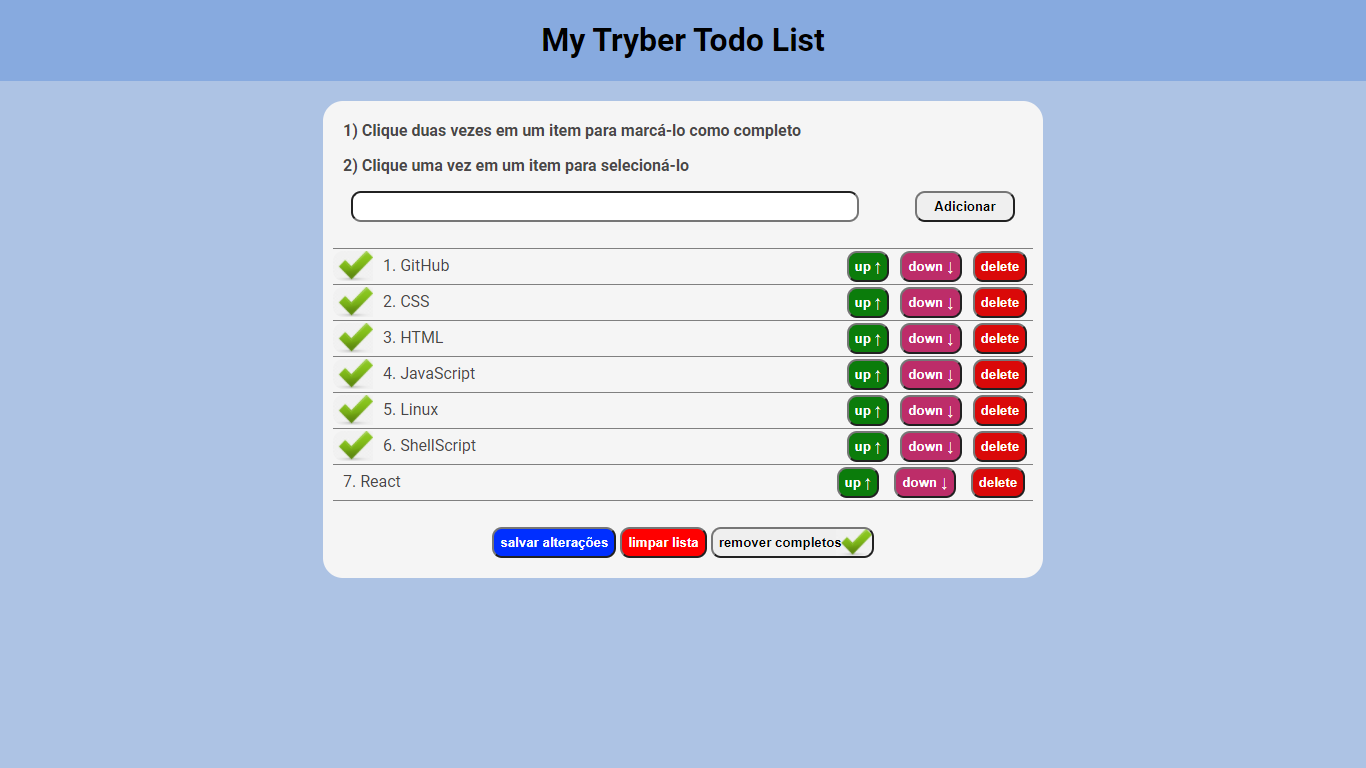 My Tryber Todo List
1) Clique duas vezes em um item para marcá-lo como completo
2) Clique uma vez em um item para selecioná-lo
Adicionar
1. GitHub up ↑ down ↓ delete
2. CSS up ↑ down ↓ delete
3. HTML up ↑ down ↓ delete
4. JavaScript up ↑ down ↓ delete
5. Linux up ↑ down ↓ delete
6. ShellScript up ↑ down ↓ delete
7. React up ↑ down ↓ delete
salvar alterações limpar lista remover completos